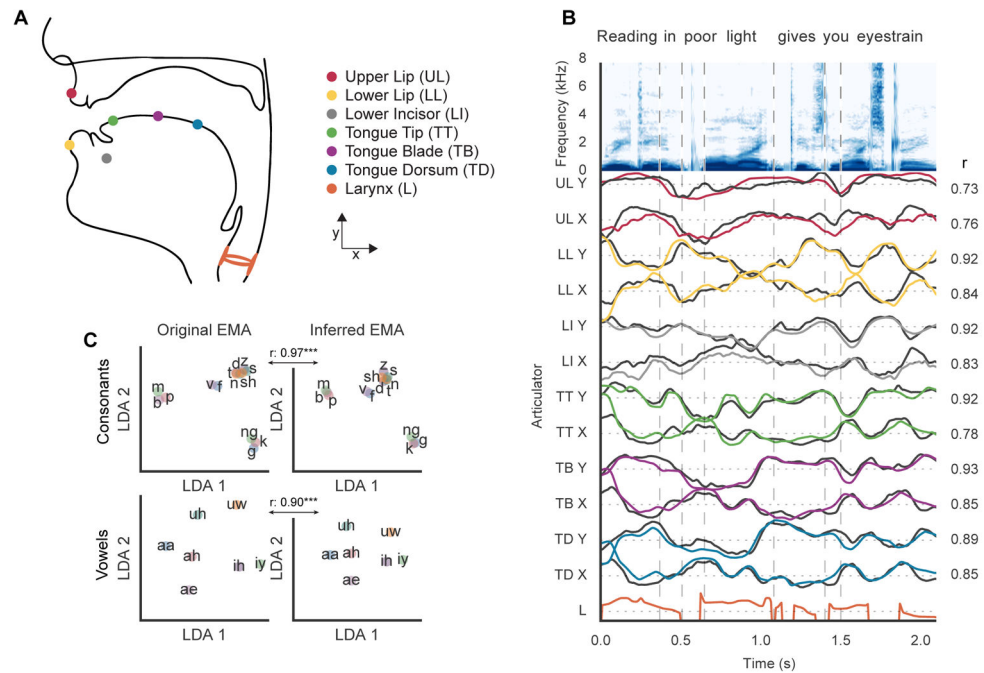 A
Upper Lip (UL)
Lower Lip (LL)
Lower Incisor (LI)
Tongue Tip (TT)
Tongue Blade (TB)
Tongue Dorsum (TD)
Larynx (L)
y
x
B
Reading in poor light gives you eyestrain
Frequency (kHz)
8
6
4
2
0
r
UL Y 0.73
UL X 0.76
LL Y 0.92
LL X 0.84
LI Y 0.92
LI X 0.83
TT Y 0.92
TT X 0.78
TB Y 0.93
TB X 0.85
TD Y 0.89
TD X 0.85
L
Articulator
0.0 0.5 1.0 1.5 2.0
Time (s)
C
Original EMA Inferred EMA
r: 0.97***
Consonants
LDA 2
m
b p
v f
t d z s
n sh
ng
k
g
LDA 1
LDA 2
m
b p
v f
sh z s
d t n
ng
k g
LDA 1
r: 0.90***
Vowels
LDA 2
uw
uh
aa
ah
ih iy
ae
LDA 1
LDA 2
uh
uw
aa ah
ih iy
ae
LDA 1